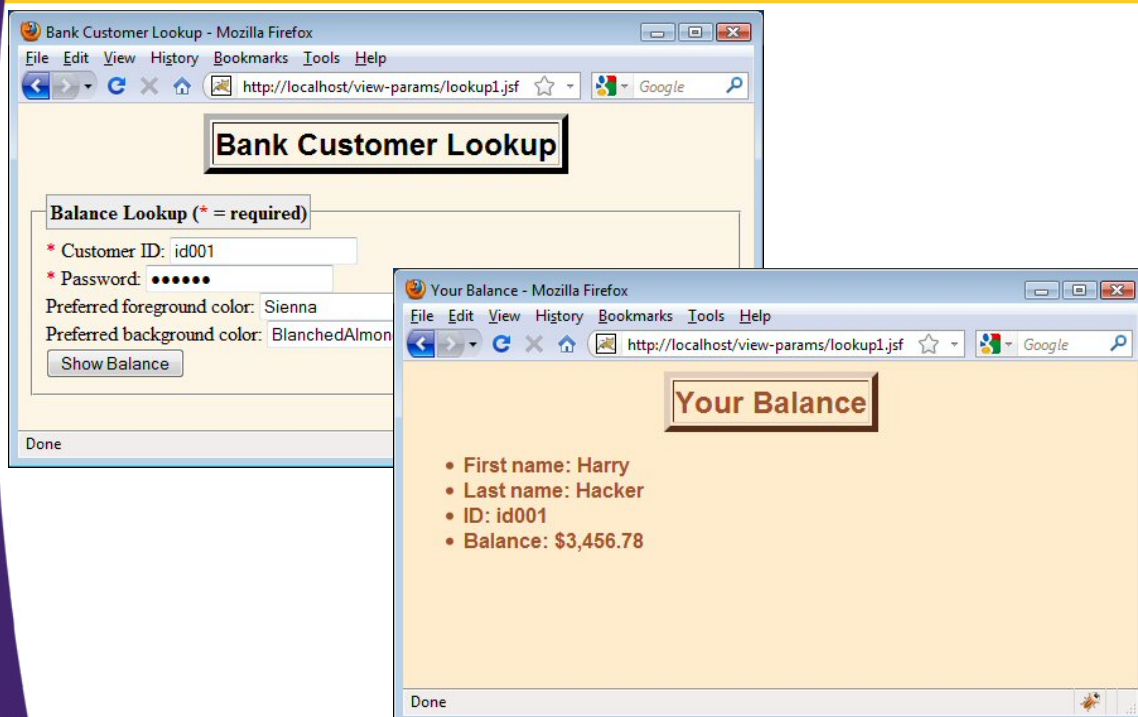 Bank Customer Lookup - Mozilla Firefox
File Edit View History Bookmarks Tools Help
http://localhost/view-params/lookup1.jsf Google
Bank Customer Lookup
Balance Lookup (* = required)
* Customer ID: id001
* Password: ●●●●●●
Preferred foreground color: Sienna
Preferred background color: BlanchedAlmon
Show Balance
Done
Your Balance - Mozilla Firefox
File Edit View History Bookmarks Tools Help
http://localhost/view-params/lookup1.jsf Google
Your Balance
• First name: Harry
• Last name: Hacker
• ID: id001
• Balance: $3,456.78
Done